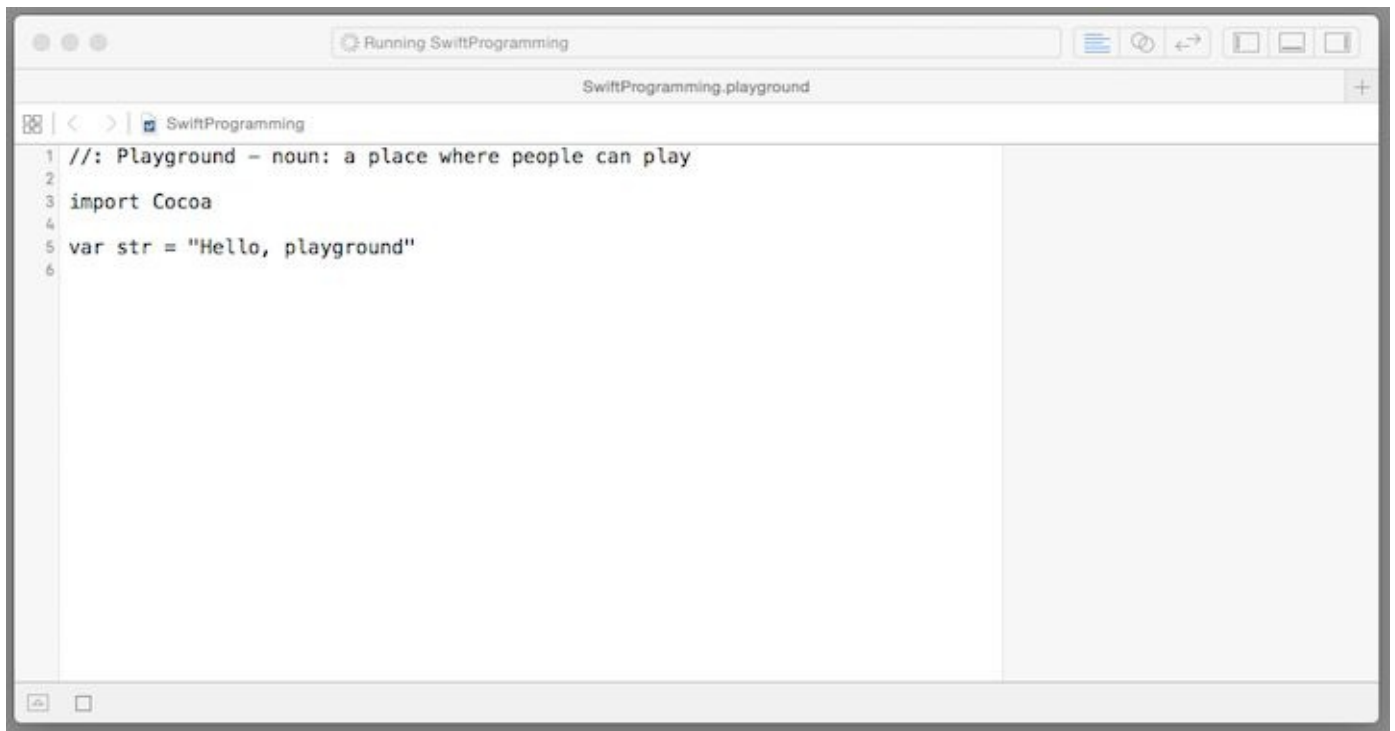 Running SwiftProgramming
SwiftProgramming.playground
SwiftProgramming
1 //: Playground – noun: a place where people can play
2
3 import Cocoa
4
5 var str = "Hello, playground"
6